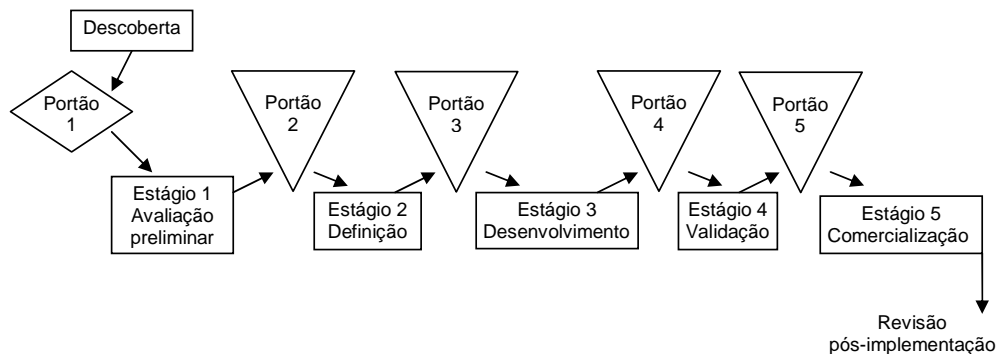 Descoberta
Portão
1
Estágio 1
Avaliação
preliminar
Portão
2
Estágio 2
Definição
Portão
3
Estágio 3
Desenvolvimento
Portão
4
Estágio 4
Validação
Portão
5
Estágio 5
Comercialização
Revisão
pós-implementação